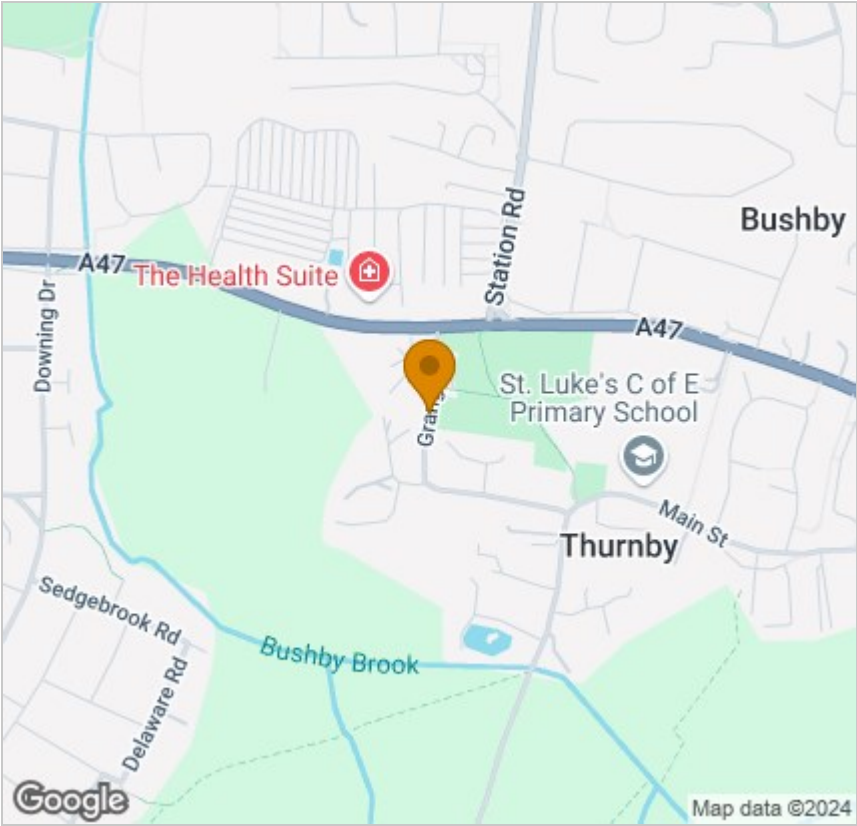 Station Rd
Bushby
A47
The Health Suite
Downing Dr
A47
St. Luke's C of E
Primary School
Main St
Thurnby
Sedgebrook Rd
Bushby Brook
Delaware Rd
Google
Map data ©2024